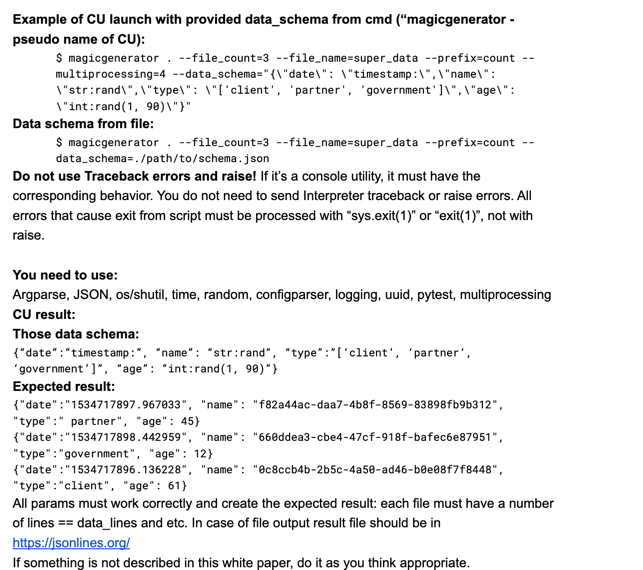 Example of CU launch with provided data_schema from cmd (“magicgenerator -
pseudo name of CU):
$ magicgenerator . --file_count=3 --file_name=super_data --prefix=count --
multiprocessing=4 --data_schema="{\"date\": \"timestamp:\",\"name\":
\"str:rand\",\"type\": \"['client', 'partner', 'government']\",\"age\":
\"int:rand(1, 90)\"}"
Data schema from file:
$ magicgenerator . --file_count=3 --file_name=super_data --prefix=count --
data_schema=./path/to/schema.json
Do not use Traceback errors and raise! If it’s a console utility, it must have the
corresponding behavior. You do not need to send Interpreter traceback or raise errors. All
errors that cause exit from script must be processed with “sys.exit(1)” or “exit(1)”, not with
raise.
You need to use:
Argparse, JSON, os/shutil, time, random, configparser, logging, uuid, pytest, multiprocessing
CU result:
Those data schema:
{“date”:”timestamp:”, “name”: “str:rand”, “type”:”[‘client’, ‘partner’,
‘government’]”, “age”: “int:rand(1, 90)”}
Expected result:
{"date":"1534717897.967033", "name": "f82a44ac-daa7-4b8f-8569-83898fb9b312",
"type":" partner", "age": 45}
{"date":"1534717898.442959", "name": "660ddea3-cbe4-47cf-918f-bafec6e87951",
"type":"government", "age": 12}
{"date":"1534717896.136228", "name": "0c8ccb4b-2b5c-4a50-ad46-b0e08f7f8448",
"type":"client", "age": 61}
All params must work correctly and create the expected result: each file must have a number
of lines == data_lines and etc. In case of file output result file should be in
https://jsonlines.org/
If something is not described in this white paper, do it as you think appropriate.